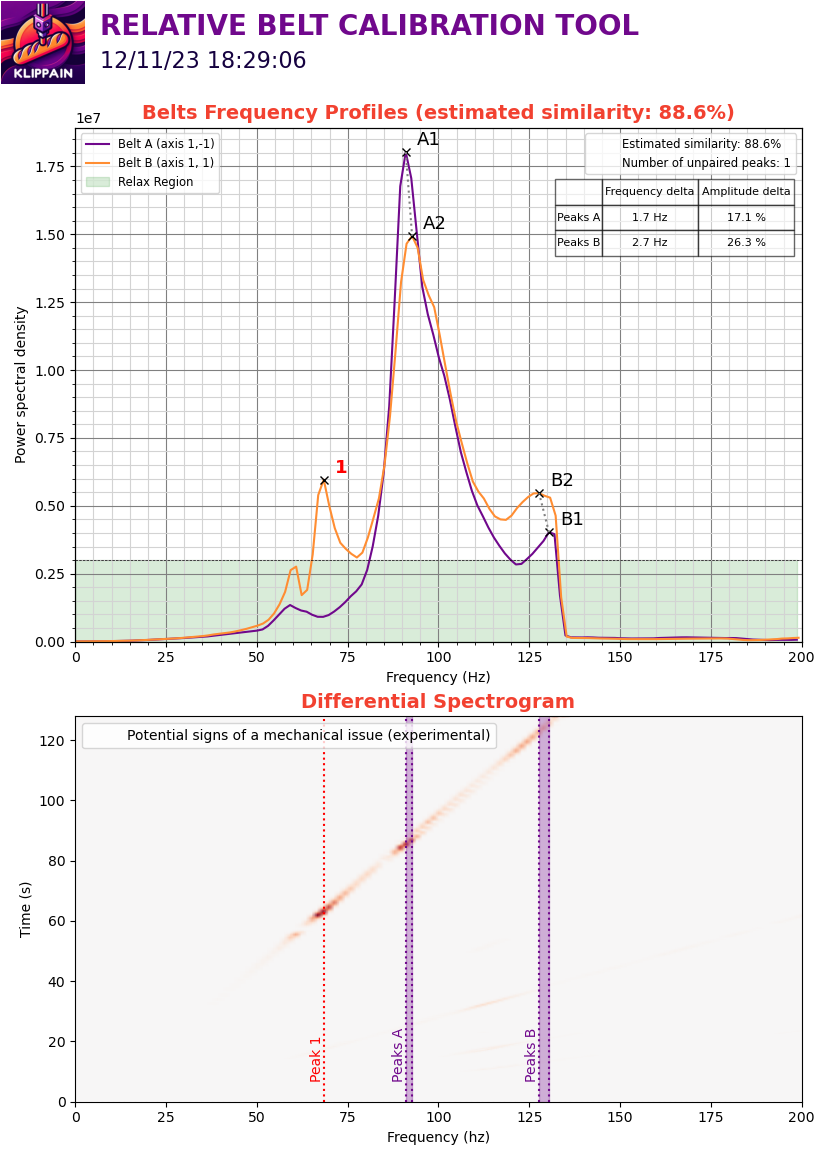 KLIPPAIN
RELATIVE BELT CALIBRATION TOOL
12/11/23 18:29:06
Belts Frequency Profiles (estimated similarity: 88.6%)
1e7
Belt A (axis 1,-1)
Belt B (axis 1, 1)
Relax Region
Estimated similarity: 88.6%
Number of unpaired peaks: 1
Frequency delta Amplitude delta
Peaks A 1.7 Hz 17.1 %
Peaks B 2.7 Hz 26.3 %
A1
A2
1
B2
B1
Power spectral density
1.75
1.50
1.25
1.00
0.75
0.50
0.25
0.00
0 25 50 75 100 125 150 175 200
Frequency (Hz)
Differential Spectrogram
Potential signs of a mechanical issue (experimental)
Time (s)
120
100
80
60
40
20
0
Peak 1
Peaks A
Peaks B
0 25 50 75 100 125 150 175 200
Frequency (hz)